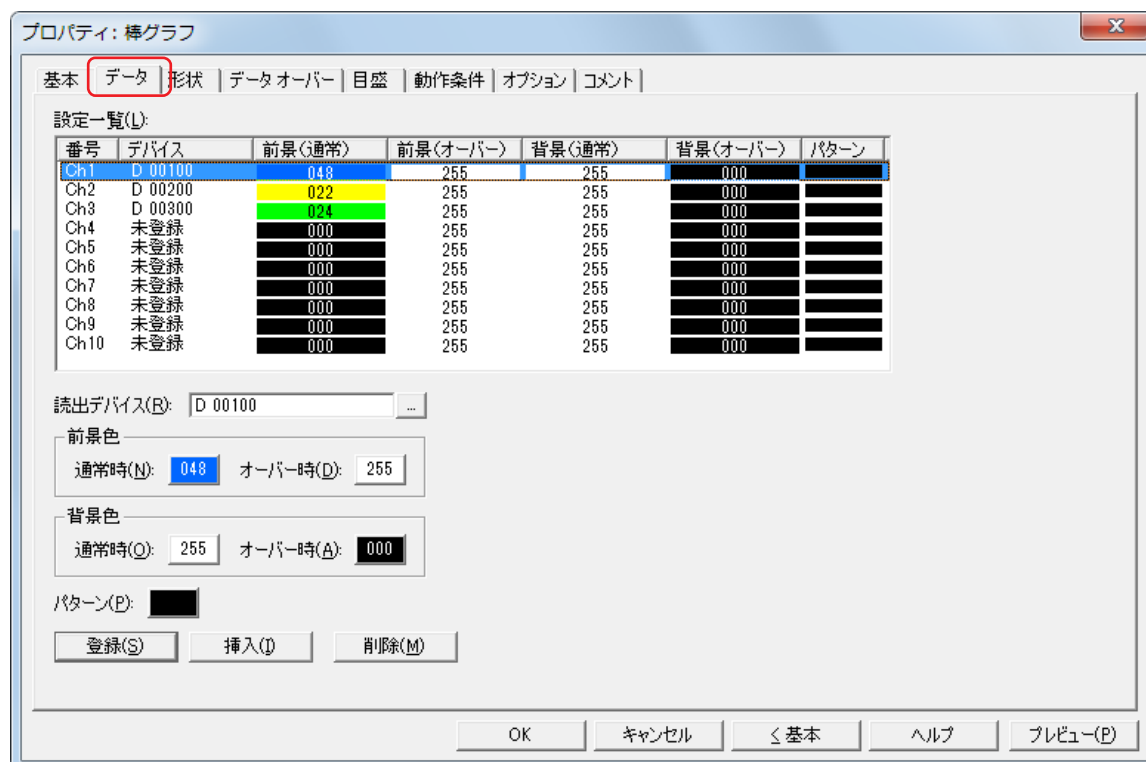 プロパティ: 棒グラフ
基本 データ 形状 データ オーバー 目盛 動作条件 オプション コメント
設定一覧(L):
番号 デバイス 前景(通常) 前景(オーバー) 背景(通常) 背景(オーバー) パターン
Ch1 D 00100 048 255 255 000
Ch2 D 00200 022 255 255 000
Ch3 D 00300 024 255 255 000
Ch4 未登録 000 255 255 000
Ch5 未登録 000 255 255 000
Ch6 未登録 000 255 255 000
Ch7 未登録 000 255 255 000
Ch8 未登録 000 255 255 000
Ch9 未登録 000 255 255 000
Ch10 未登録 000 255 255 000
読出デバイス(R): D 00100 ...
前景色
通常時(N): 048 オーバー時(D): 255
背景色
通常時(O): 255 オーバー時(A): 000
パターン(P):
登録(S) 挿入(I) 削除(M)
OK キャンセル < 基本 ヘルプ プレビュー(P)